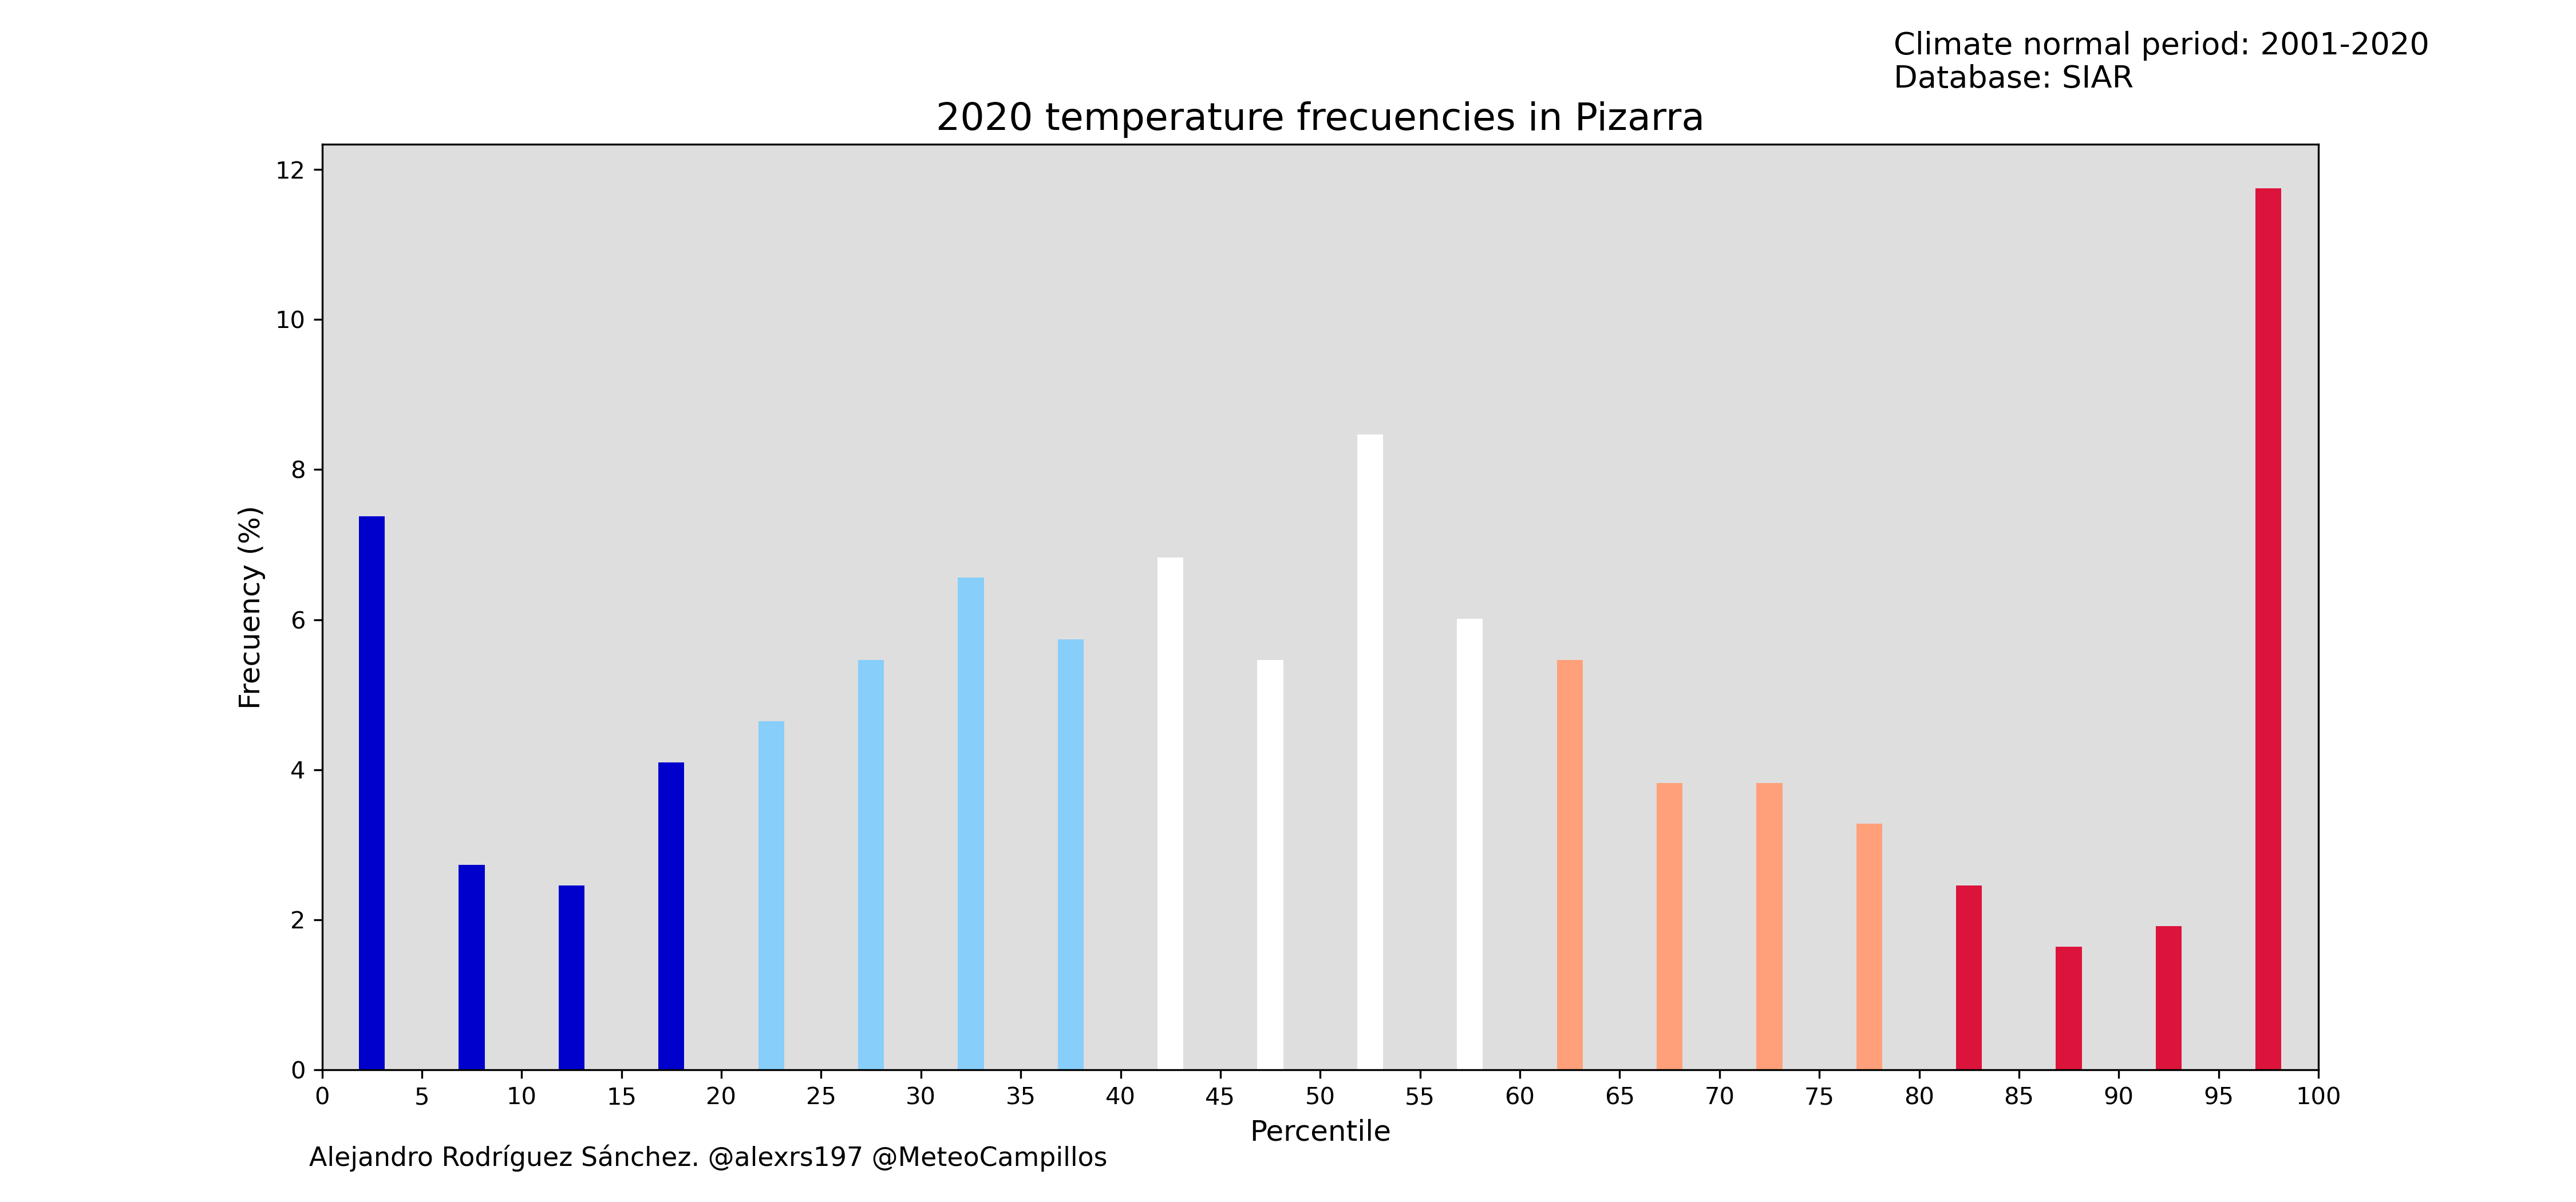 Climate normal period: 2001-2020
Database: SIAR
2020 temperature frecuencies in Pizarra
12
10
8
6
4
2
0
Frecuency (%)
0 5 10 15 20 25 30 35 40 45 50 55 60 65 70 75 80 85 90 95 100
Percentile
Alejandro Rodríguez Sánchez. @alexrs197 @MeteoCampillos